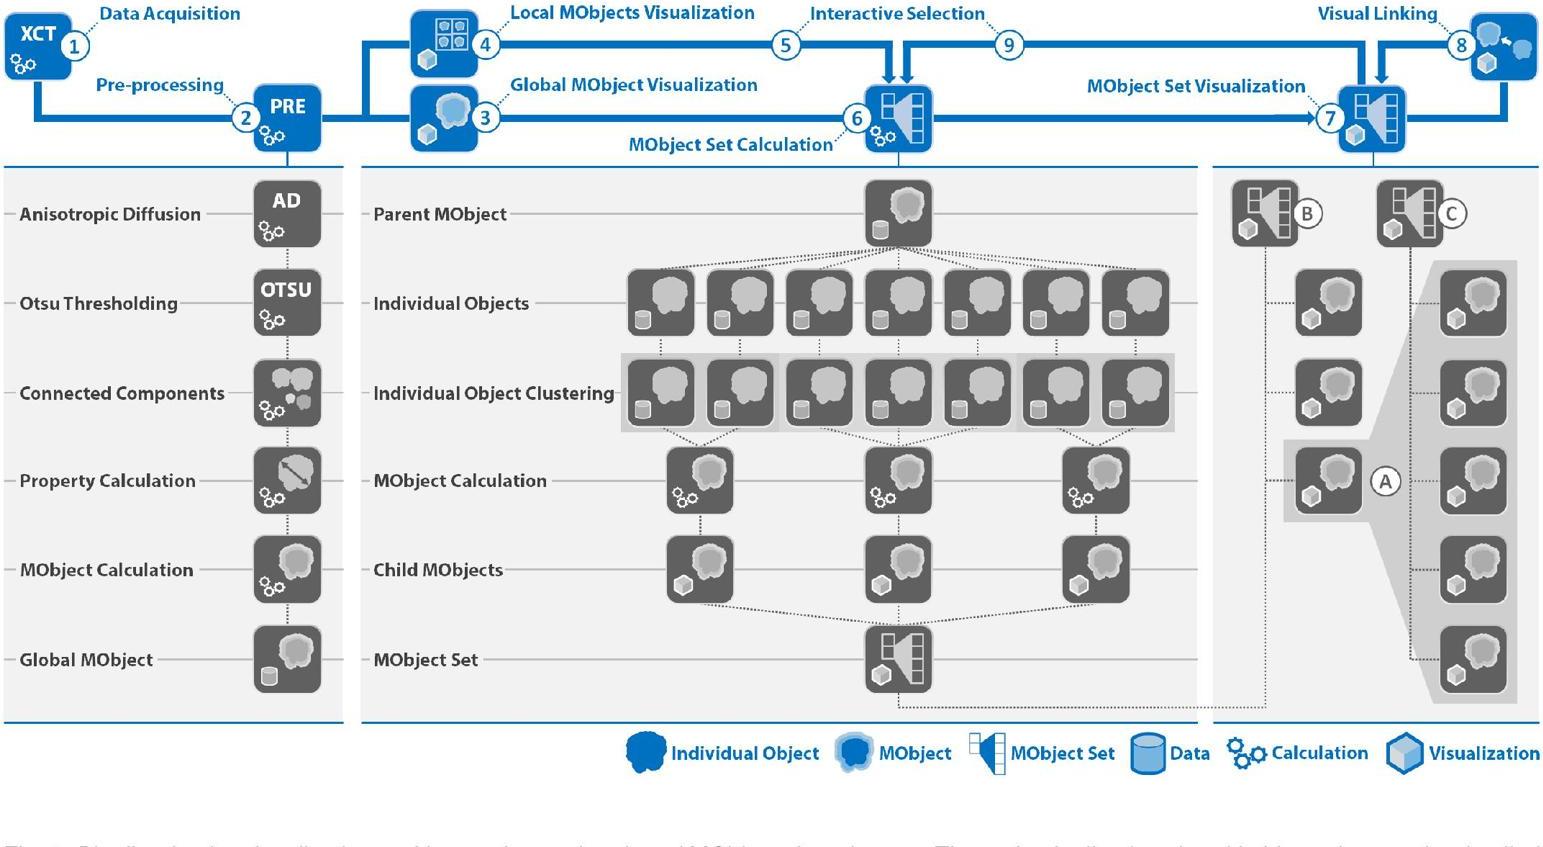 XCT
1
Data Acquisition
Pre-processing
2
PRE
Local MObjects Visualization
4
5
Interactive Selection
9
Visual Linking
8
Global MObject Visualization
3
MObject Set Calculation
6
MObject Set Visualization
7
Anisotropic Diffusion
AD
Otsu Thresholding
OTSU
Connected Components
Property Calculation
MObject Calculation
Global MObject
Parent MObject
Individual Objects
Individual Object Clustering
MObject Calculation
Child MObjects
MObject Set
B
C
A
Individual Object
MObject
MObject Set
Data
Calculation
Visualization